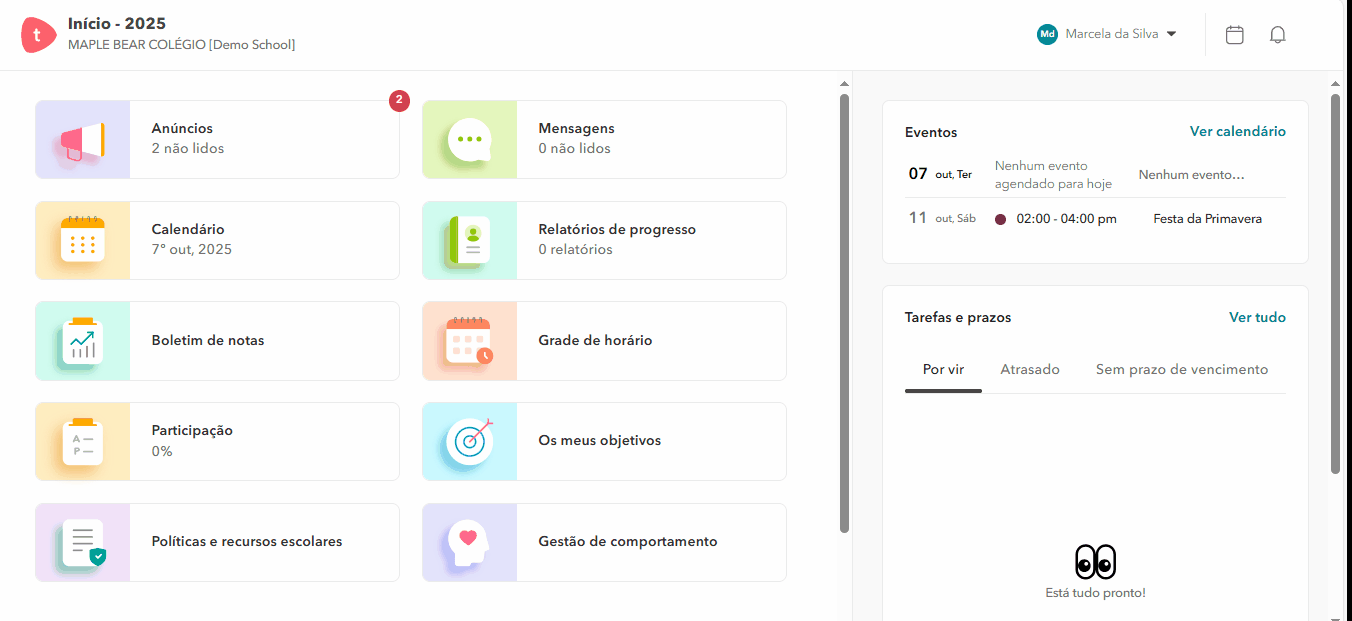 t
Início - 2025
MAPLE BEAR COLÉGIO [Demo School]
Md
Marcela da Silva
2
Anúncios
2 não lidos
Mensagens
0 não lidos
Calendário
7º out, 2025
Relatórios de progresso
0 relatórios
Boletim de notas
Grade de horário
A
P
Participação
0%
Os meus objetivos
Políticas e recursos escolares
Gestão de comportamento
Eventos
Ver calendário
07 out, Ter
Nenhum evento
agendado para hoje
Nenhum evento...
11 out, Sáb
02:00 - 04:00 pm
Festa da Primavera
Tarefas e prazos
Ver tudo
Por vir
Atrasado
Sem prazo de vencimento
Está tudo pronto!